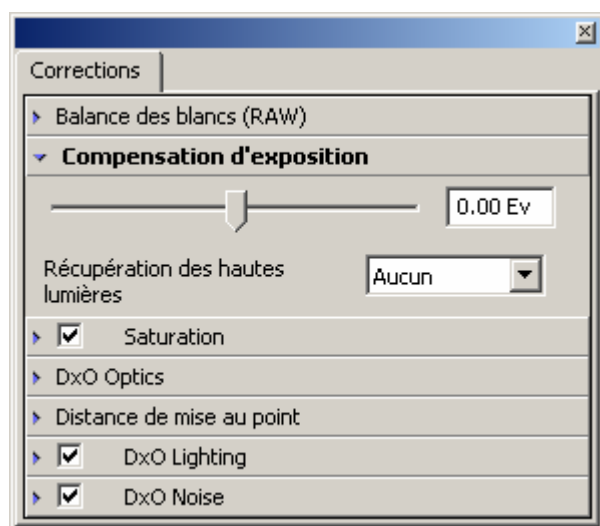 Corrections
Balance des blancs (RAW)
Compensation d'exposition
0.00 Ev
Récupération des hautes
lumières
Aucun
Saturation
DxO Optics
Distance de mise au point
DxO Lighting
DxO Noise